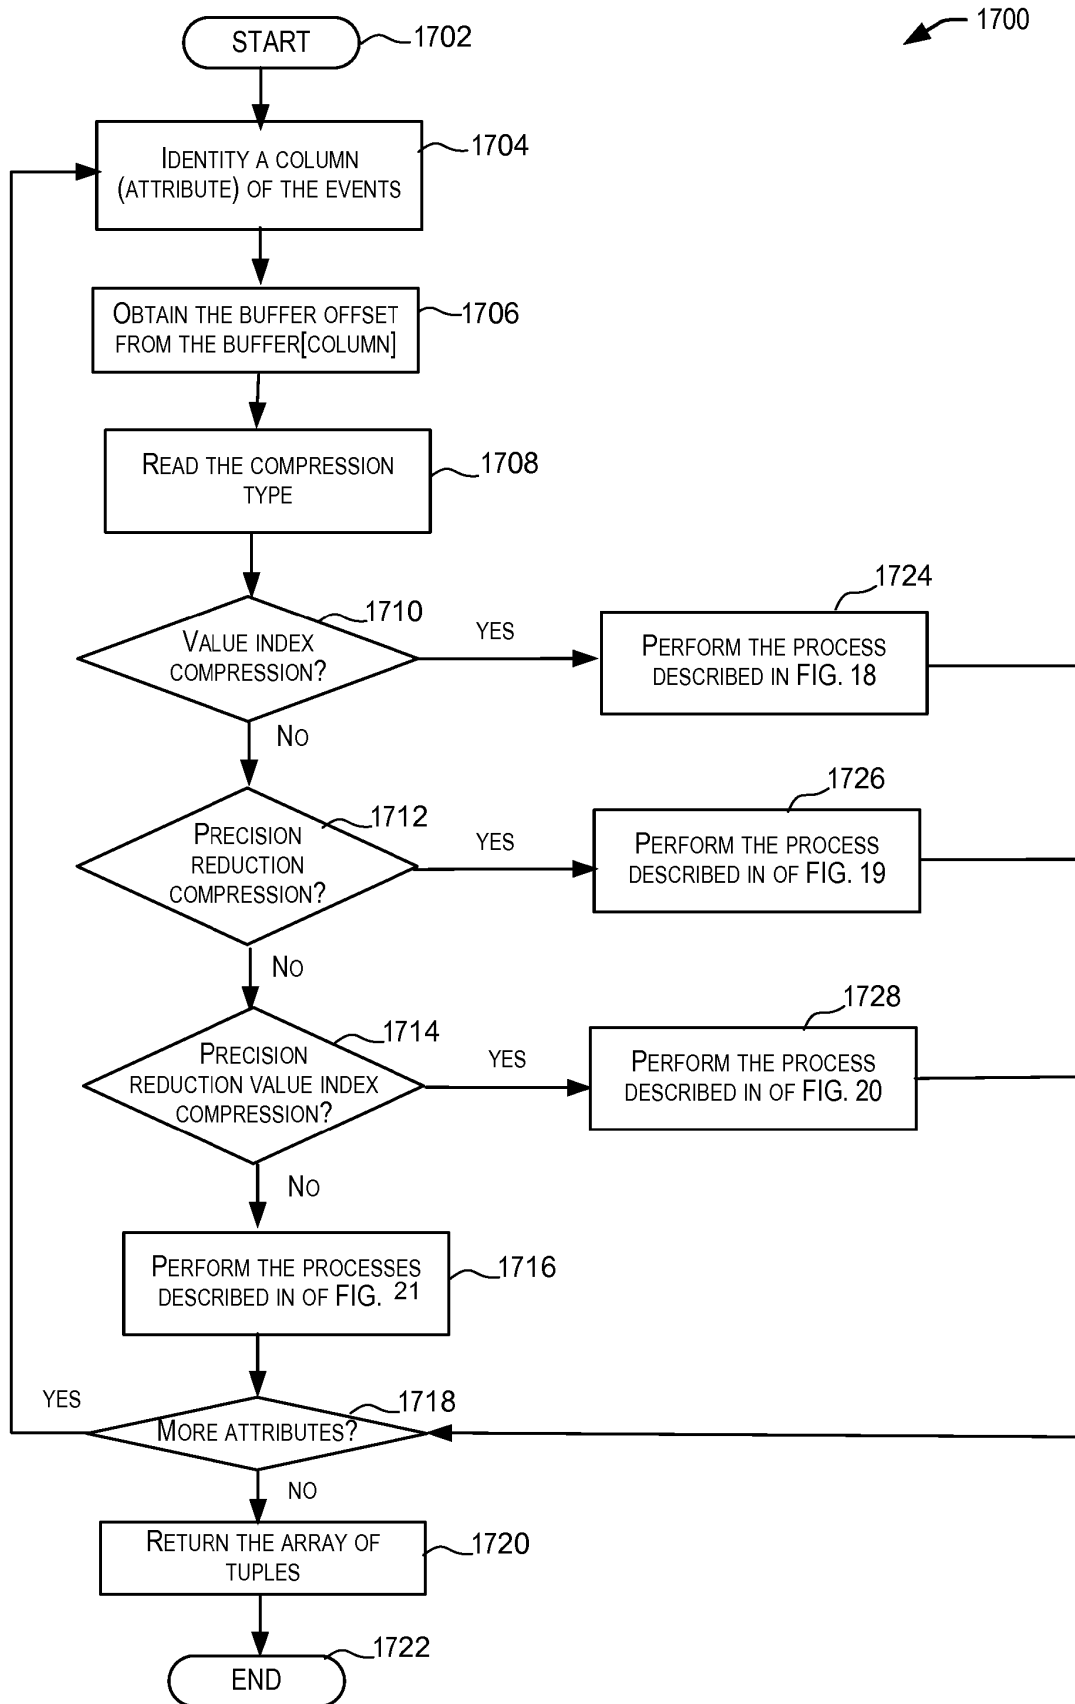 1700
START
1702
IDENTITY A COLUMN
(ATTRIBUTE) OF THE EVENTS
1704
OBTAIN THE BUFFER OFFSET
FROM THE BUFFER[COLUMN]
1706
READ THE COMPRESSION
TYPE
1708
VALUE INDEX
COMPRESSION?
1710
YES
NO
PERFORM THE PROCESS
DESCRIBED IN FIG. 18
1724
PRECISION
REDUCTION
COMPRESSION?
1712
YES
NO
PERFORM THE PROCESS
DESCRIBED IN OF FIG. 19
1726
PRECISION
REDUCTION VALUE INDEX
COMPRESSION?
1714
YES
NO
PERFORM THE PROCESS
DESCRIBED IN OF FIG. 20
1728
PERFORM THE PROCESSES
DESCRIBED IN OF FIG. 21
1716
MORE ATTRIBUTES?
1718
YES
NO
RETURN THE ARRAY OF
TUPLES
1720
END
1722